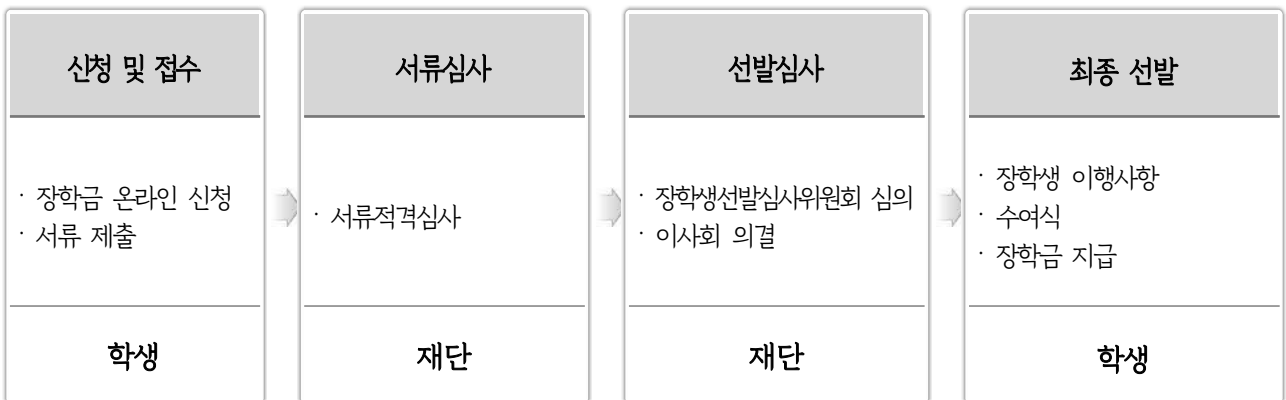 신청 및 접수
· 장학금 온라인 신청
· 서류 제출
학생
서류심사
· 서류적격심사
재단
선발심사
· 장학생선발심사위원회 심의
· 이사회 의결
재단
최종 선발
· 장학생 이행사항
· 수여식
· 장학금 지급
학생